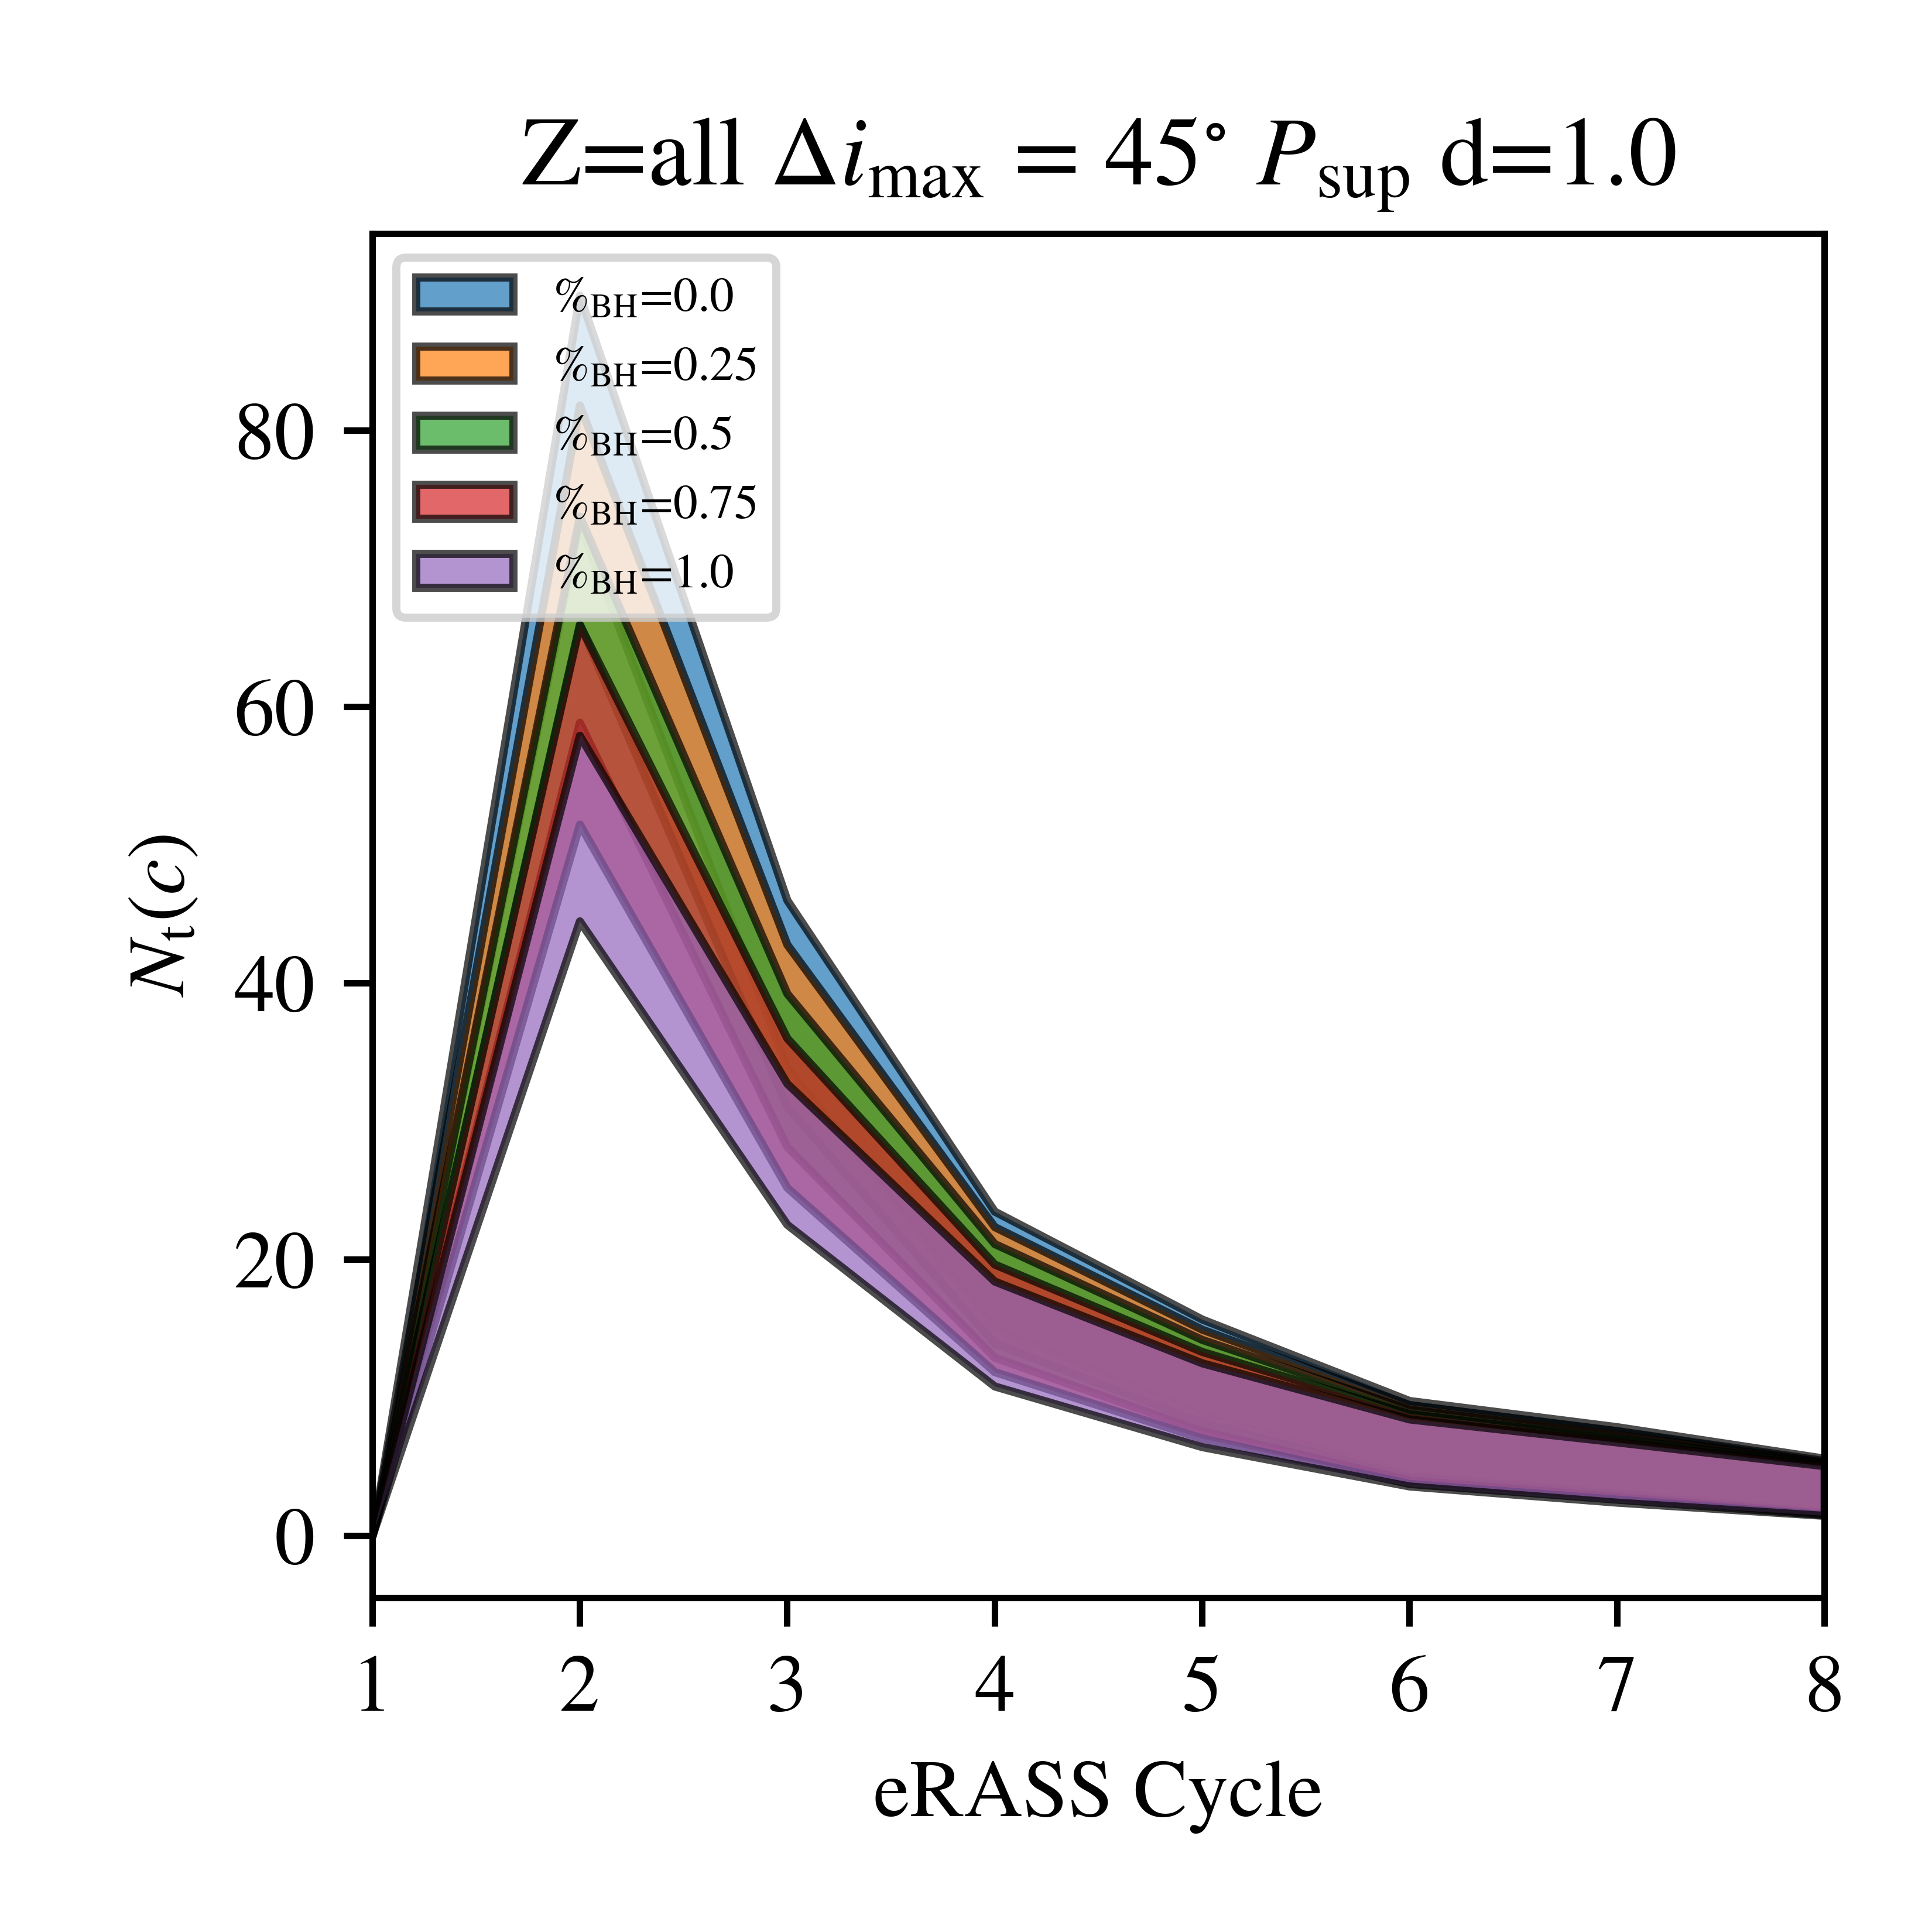 Z=all Δi_max = 45° P_sup d=1.0
%_BH=0.0
%_BH=0.25
%_BH=0.5
%_BH=0.75
%_BH=1.0
80
60
40
20
0
N_t(c)
1 2 3 4 5 6 7 8
eRASS Cycle